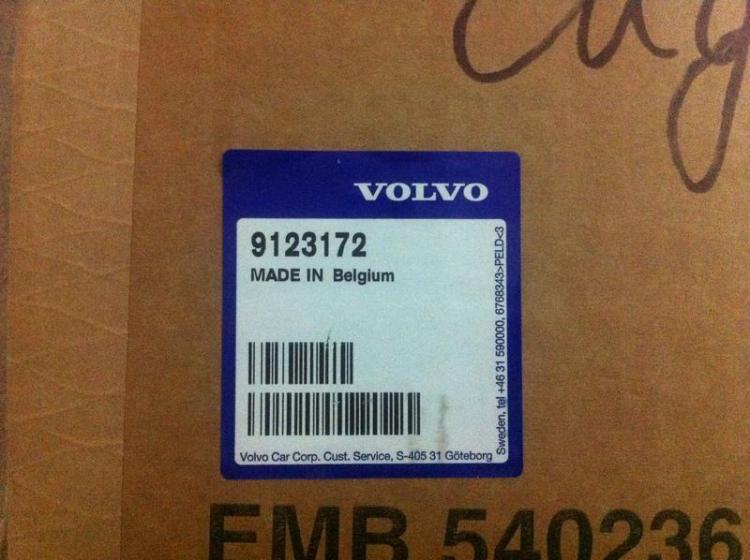 VOLVO
9123172
MADE IN Belgium
Volvo Car Corp. Cust. Service, S-405 31 Göteborg
Sweden, tel +46 31 590000, 6768343>PELD<3
EMB 540236